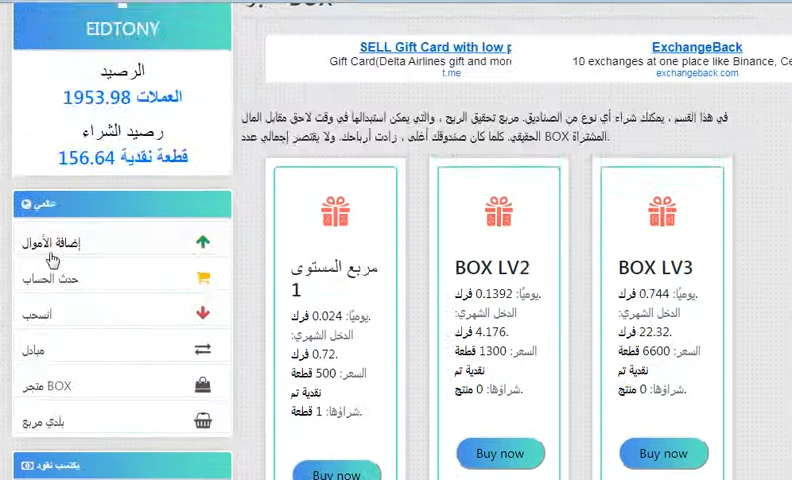 EIDTONY
الرصيد
1953.98 العملات
رصيد الشراء
156.64 قطعة نقدية
عالمي
إضافة الأموال
حدث الحساب
أنسحب
مبادل
متجر BOX
بلدي مربع
يكتسب نقود
SELL Gift Card with low p
Gift Card(Delta Airlines gift and more
t.me
ExchangeBack
10 exchanges at one place like Binance, Ce
exchangeback.com
في هذا القسم ، يمكنك شراء أي نوع من الصناديق. مربع تحقيق الربح ، والتي يمكن استبدالها في وقت لاحق مقابل المال
الحقيقي. كلما كان صندوقك أغلى ، زادت أرباحك. ولا يقتصر إجمالي عدد BOX المشتراة.
مربع المستوى
1
يوميًا: 0.024 فرك.
الدخل الشهري:
0.72 فرك.
السعر: 500 قطعة
نقدية تم
شراؤها: 1 قطعة.
Buy now
BOX LV2
يوميًا: 0.1392 فرك.
الدخل الشهري:
4.176 فرك.
السعر: 1300 قطعة
نقدية تم
شراؤها: 0 منتج.
Buy now
BOX LV3
يوميًا: 0.744 فرك.
الدخل الشهري:
22.32 فرك.
السعر: 6600 قطعة
نقدية تم
شراؤها: 0 منتج.
Buy now